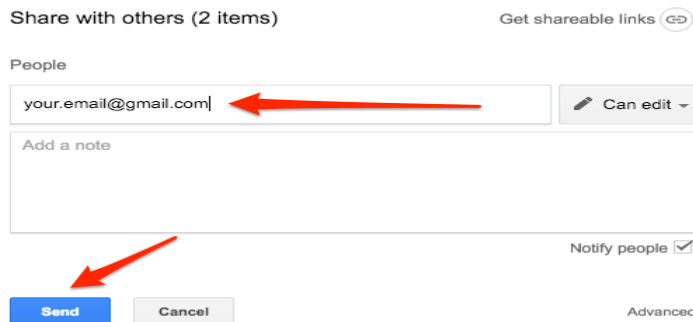 Share with others (2 items) Get shareable links
People
your.email@gmail.com Can edit
Add a note
Notify people
Send Cancel Advanced